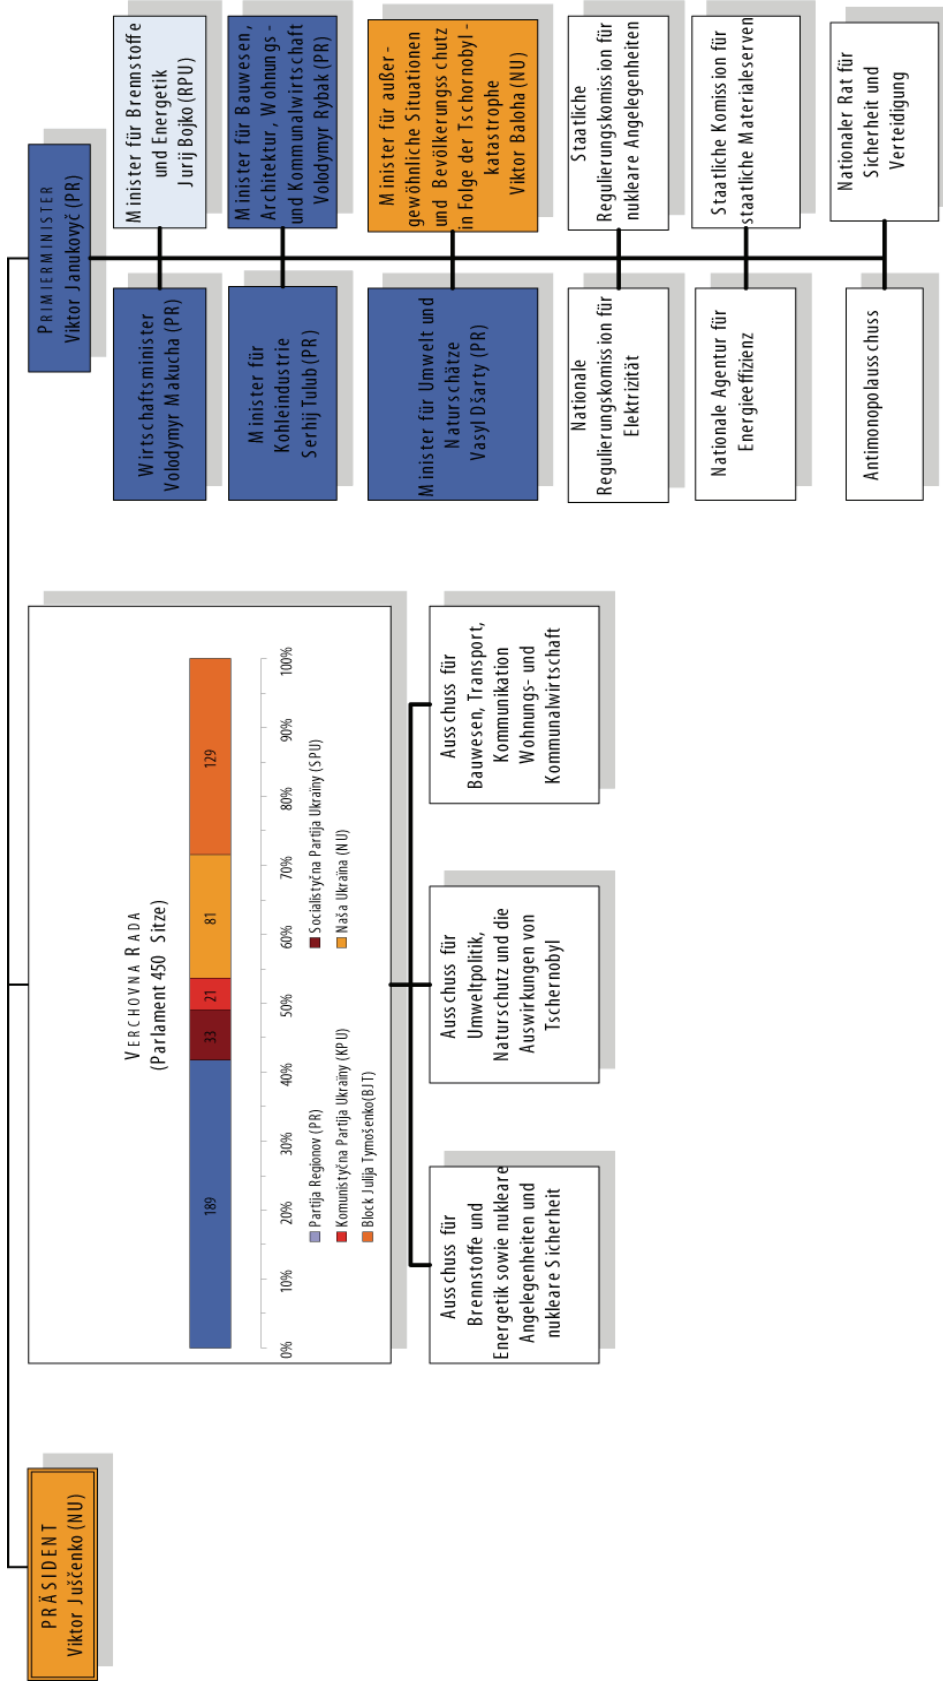 PRÄSIDENT
Viktor Juščenko (NU)
VERCHOVNA RADA
(Parlament 450 Sitze)
189
33
21
81
129
0%
10%
20%
30%
40%
50%
60%
70%
80%
90%
100%
Partija Regionov (PR)
Socialistyčna Partija Ukraïny (SPU)
Komunistyčna Partija Ukraïny (KPU)
Naša Ukraïna (NU)
Block Julija Tymošenko(BJT)
Ausschuss für
Brennstoffe und
Energetik sowie nukleare
Angelegenheiten und
nukleare Sicherheit
Ausschuss für
Umweltpolitik,
Naturschutz und die
Auswirkungen von
Tschernobyl
Ausschuss für
Bauwesen, Transport,
Kommunikation
Wohnungs- und
Kommunalwirtschaft
PRIMIERMINISTER
Viktor Janukovyč (PR)
Wirtschaftsminister
Volodymyr Makucha (PR)
Minister für Brennstoffe
und Energetik
Jurij Bojko (RPU)
Minister für
Kohleindustrie
Serhij Tulub (PR)
Minister für Bauwesen,
Architektur, Wohnungs-
und Kommunalwirtschaft
Volodymyr Rybak (PR)
Minister für Umwelt und
Naturschätze
Vasyl Džarty (PR)
Minister für außer-
gewöhnliche Situationen
und Bevölkerungsschutz
in Folge der Tschornobyl-
katastrophe
Viktor Baloha (NU)
Nationale
Regulierungskomission für
Elektrizität
Staatliche
Regulierungskomission für
nukleare Angelegenheiten
Nationale Agentur für
Energieeffizienz
Staatliche Komission für
staatliche Materialeserven
Antimonopolausschuss
Nationaler Rat für
Sicherheit und
Verteidigung